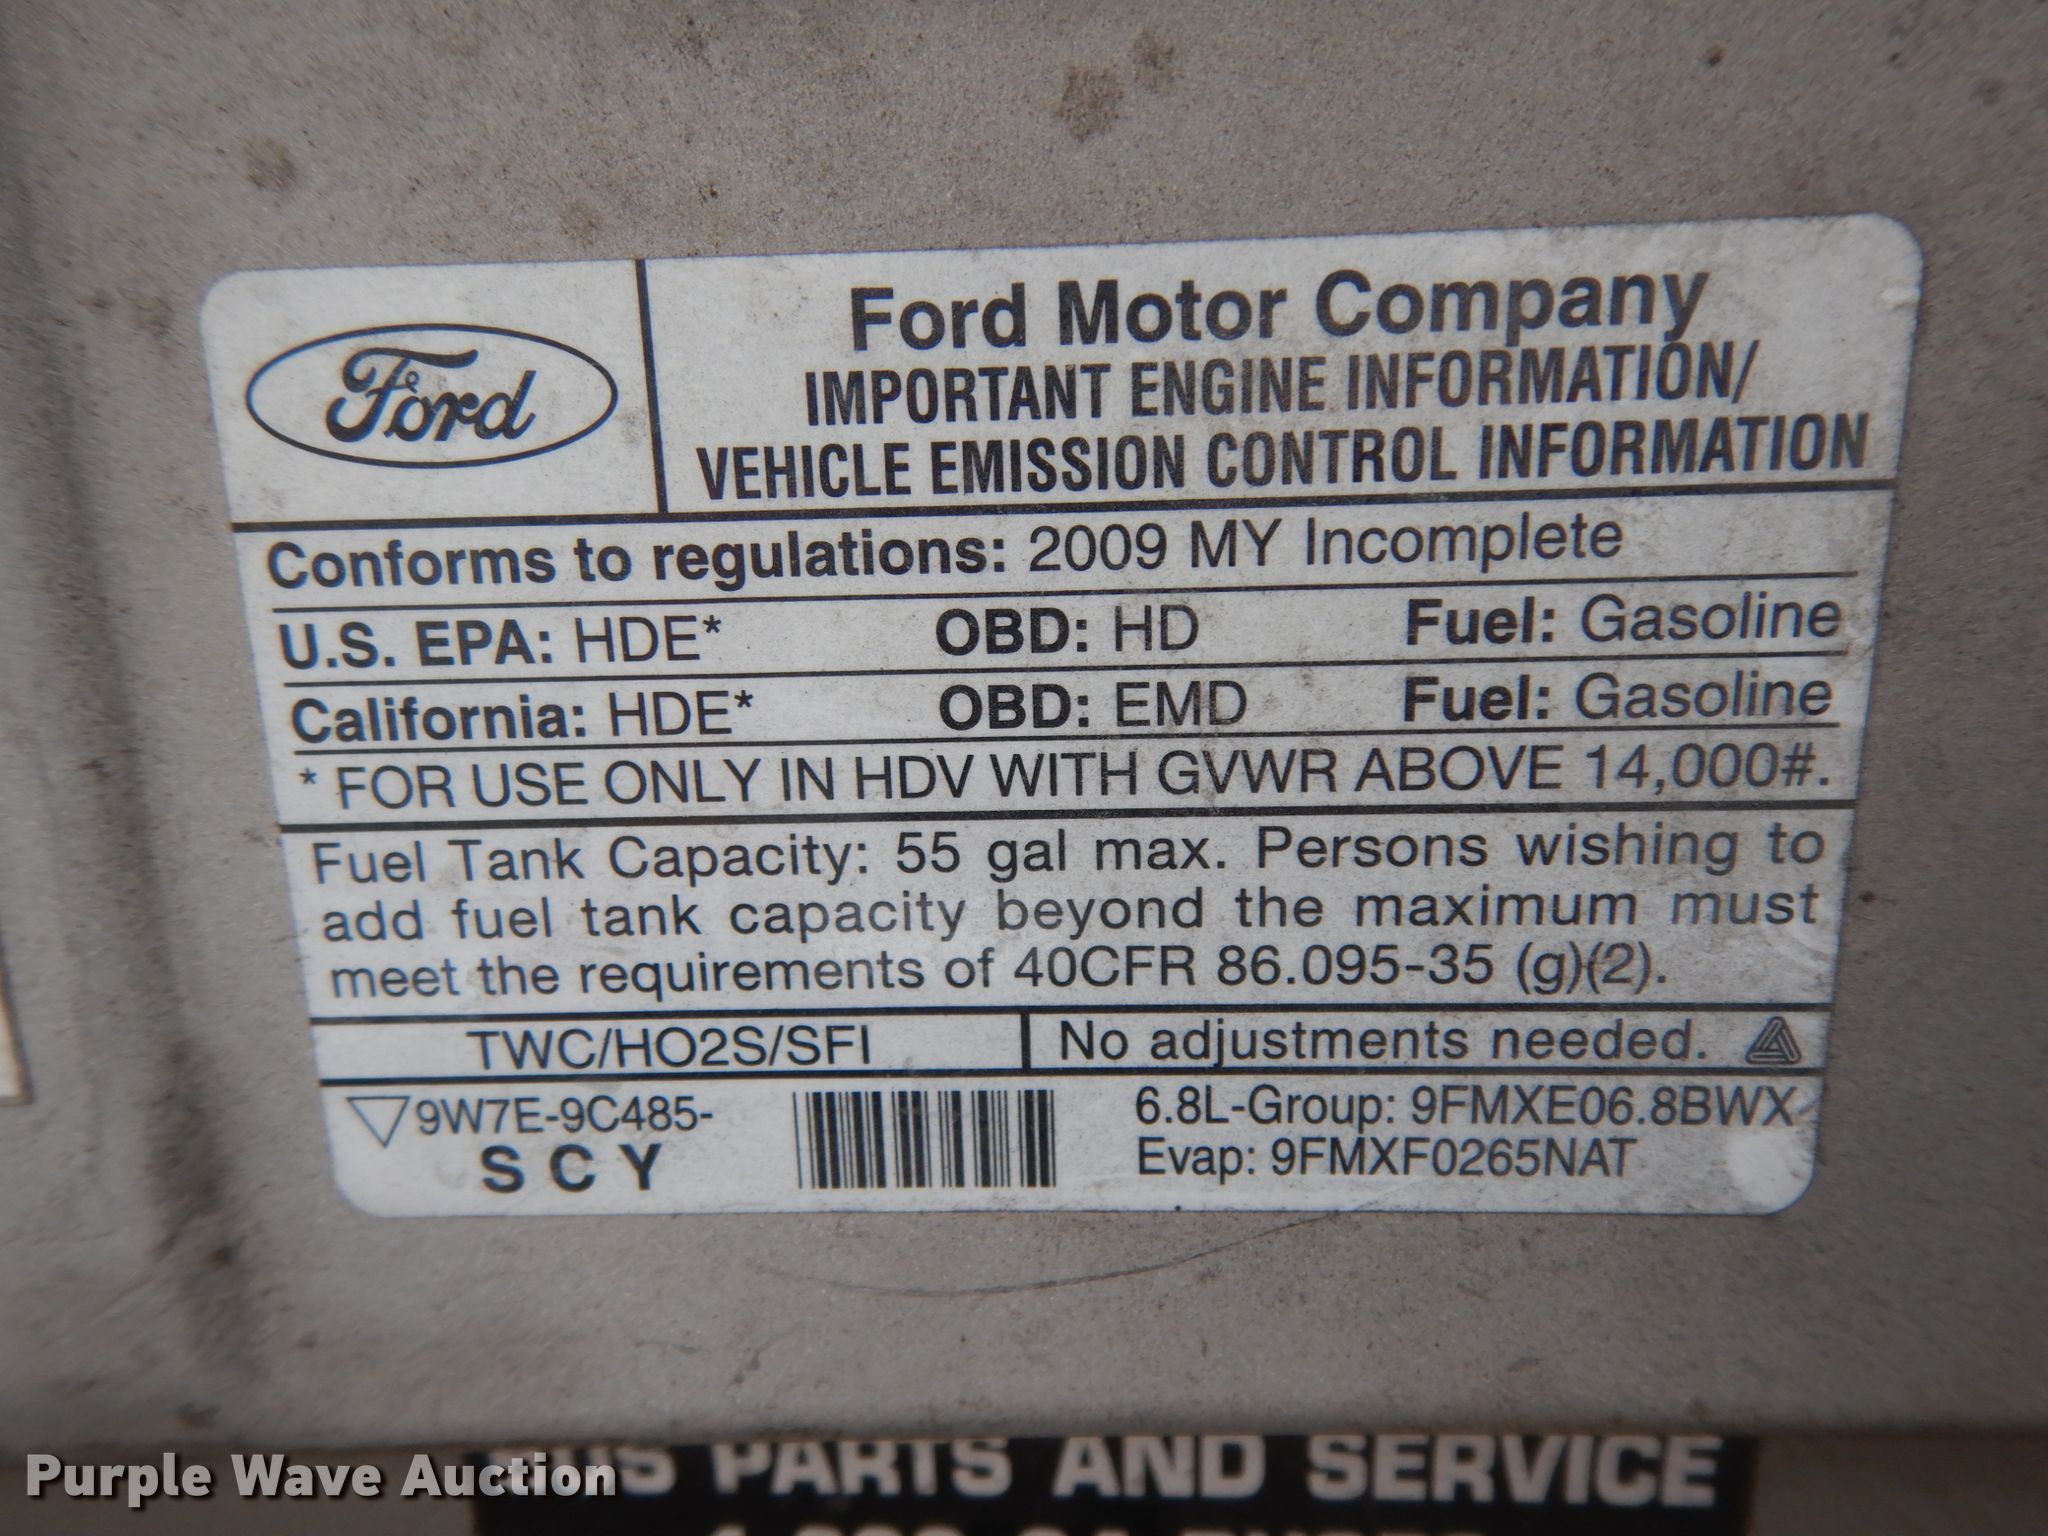 Ford
Ford Motor Company
IMPORTANT ENGINE INFORMATION/
VEHICLE EMISSION CONTROL INFORMATION
Conforms to regulations: 2009 MY Incomplete
U.S. EPA: HDE* OBD: HD Fuel: Gasoline
California: HDE* OBD: EMD Fuel: Gasoline
* FOR USE ONLY IN HDV WITH GVWR ABOVE 14,000#.
Fuel Tank Capacity: 55 gal max. Persons wishing to
add fuel tank capacity beyond the maximum must
meet the requirements of 40CFR 86.095-35 (g)(2).
TWC/HO2S/SFI No adjustments needed.
9W7E-9C485- 6.8L-Group: 9FMXE06.8BWX
SCY Evap: 9FMXF0265NAT
PARTS AND SERVICE
Purple Wave Auction